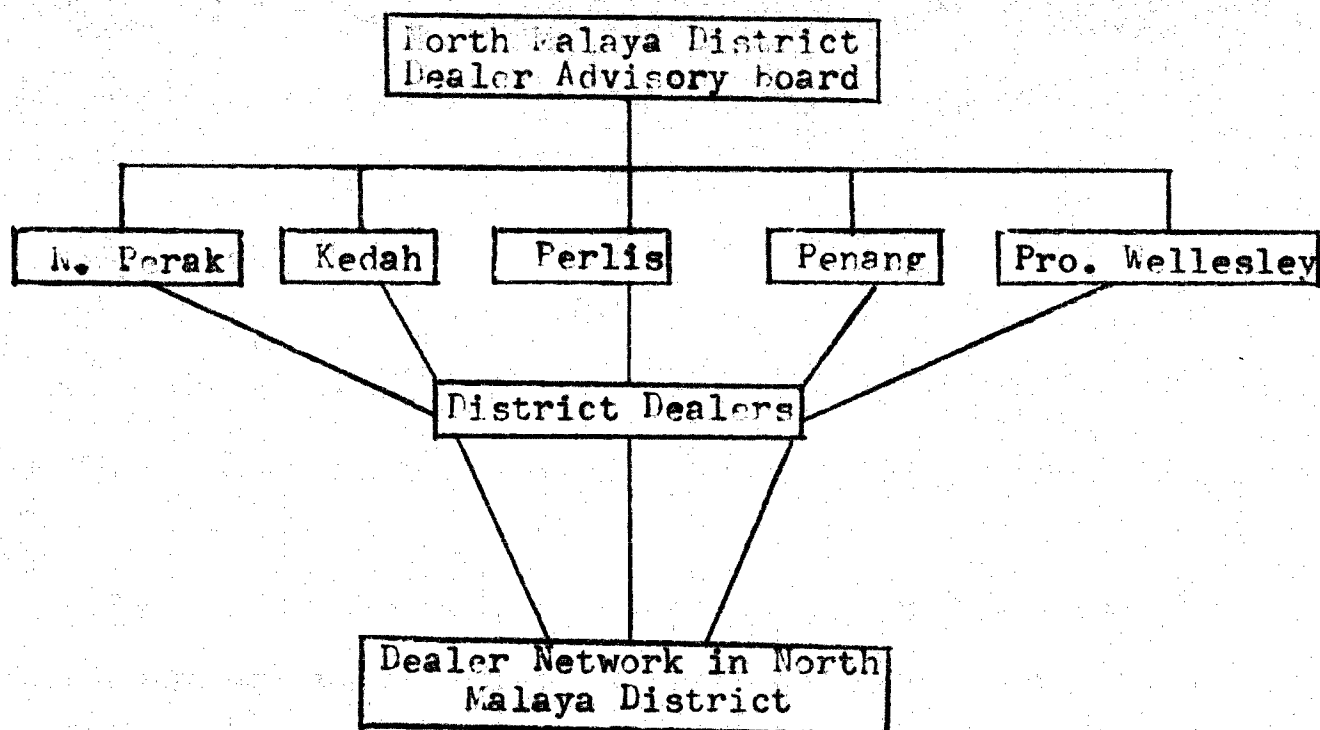 North Malaya District
Dealer Advisory Board
N. Perak
Kedah
Perlis
Penang
Pro. Wellesley
District Dealers
Dealer Network in North
Malaya District